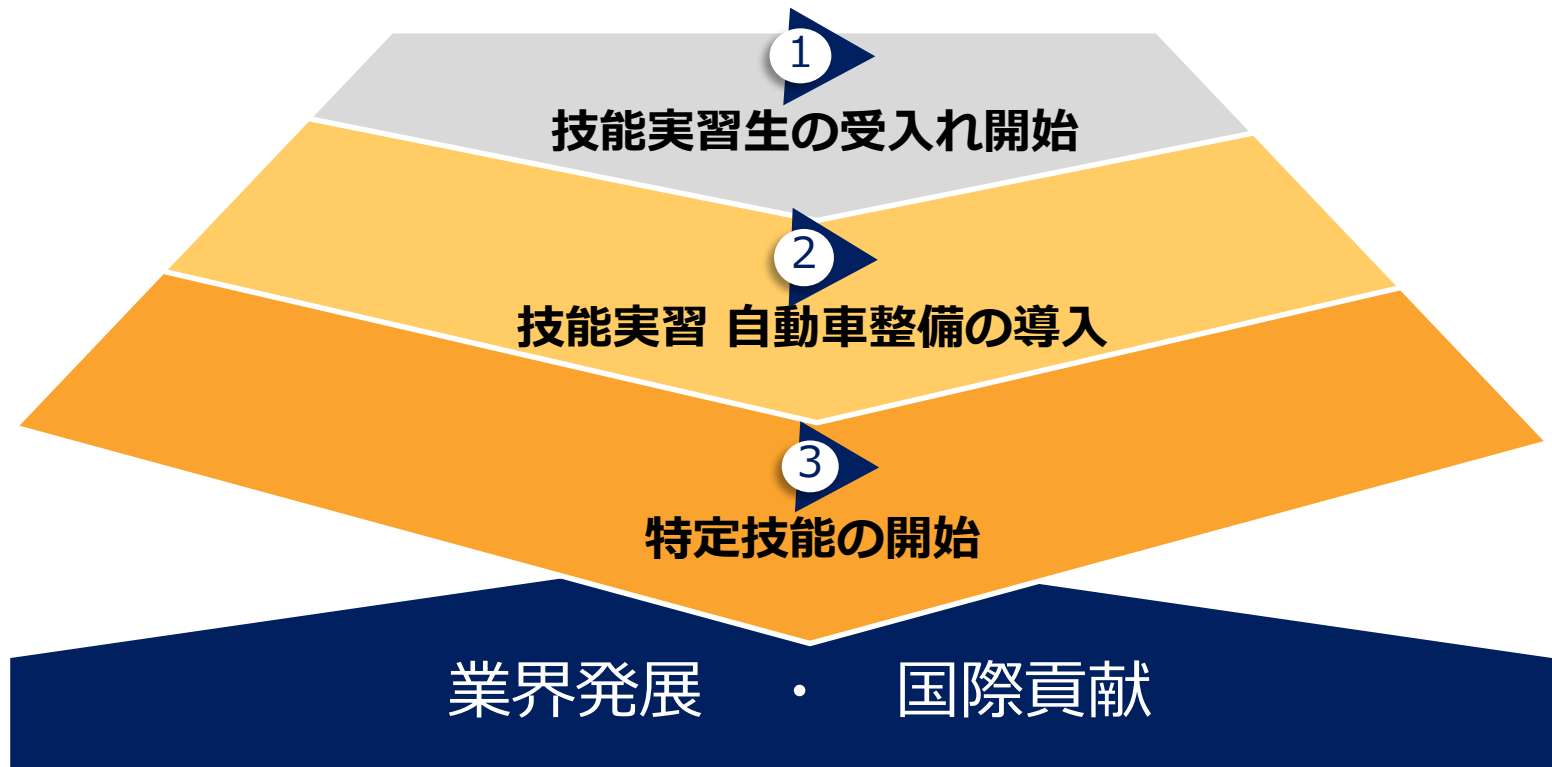 1
技能実習生の受入れ開始
2
技能実習 自動車整備の導入
3
特定技能の開始
業界発展 ・ 国際貢献